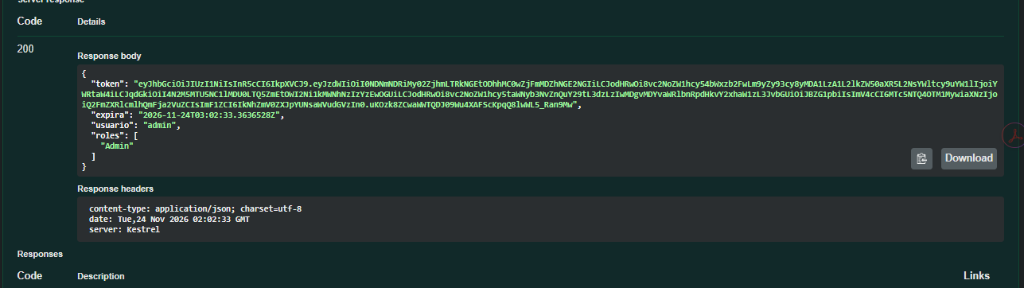 Server response
Code Details
200
Response body
{
"token":
"expira": "2026-11-24T03:02:33.3636528Z",
"usuario": "admin",
"roles": [
"Admin"
]
}
Download
Response headers
content-type: application/json; charset=utf-8
date: Tue,24 Nov 2026 02:02:33 GMT
server: Kestrel
Responses
Code Description Links